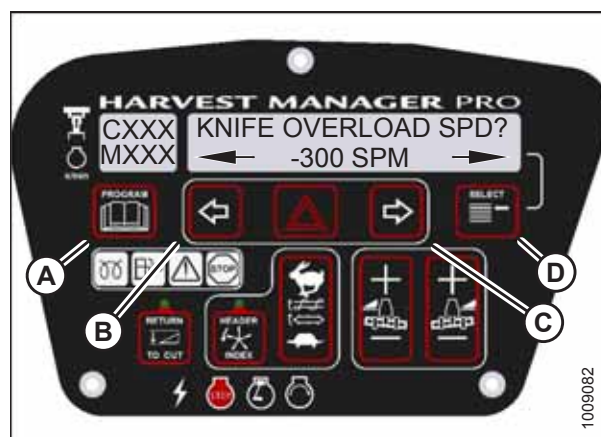 HARVEST MANAGER PRO
CXXX
MXXX
KNIFE OVERLOAD SPD?
-300 SPM
PROGRAM
SELECT
A
B
C
D
STOP
RETURN
TO CUT
HEADER
INDEX
STOP
1009082